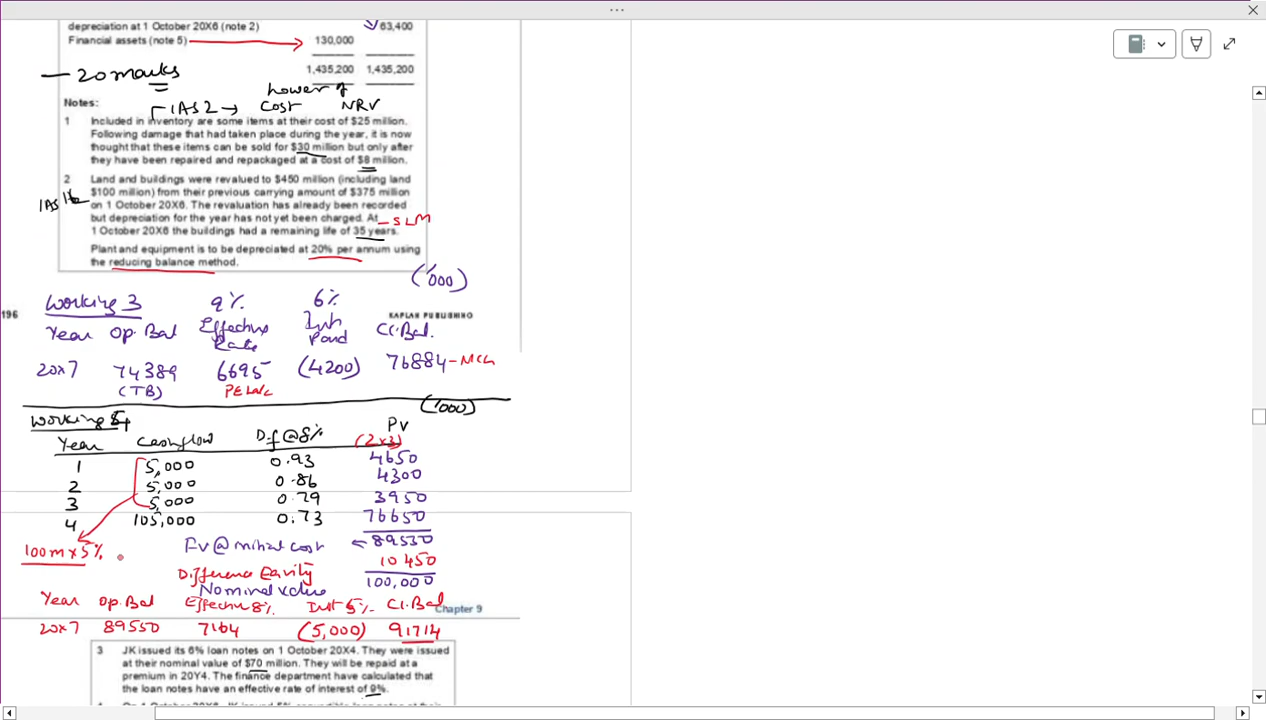 depreciation at 1 October 20X6 (note 2) 63,400
Financial assets (note 5) 130,000
1,435,200 1,435,200
— 20 marks
Lower of
Notes: IAS 2 → Cost NRV
1 Included in inventory are some items at their cost of $25 million.
Following damage that had taken place during the year, it is now
thought that these items can be sold for $30 million but only after
they have been repaired and repackaged at a cost of $8 million.
2 Land and buildings were revalued to $450 million (including land
IAS 16 $100 million) from their previous carrying amount of $375 million
on 1 October 20X6. The revaluation has already been recorded
but depreciation for the year has not yet been charged. At – SLM
1 October 20X6 the buildings had a remaining life of 35 years.
Plant and equipment is to be depreciated at 20% per annum using
the reducing balance method.
('000)
Working 3 9% 6%
196 KAPLAN PUBLISHING
Year Op. Bal Effective Rate Int Paid Cl. Bal.
20x7 74389 6695 (4200) 76884 – NCL
(TB) PE
('000)
Working 4
Year Cashflow D.f @ 8% PV
(2x3)
1 5,000 0.93 4650
2 5,000 0.86 4300
3 5,000 0.79 3950
4 105,000 0.73 76650
FV @ initial cost ← 89550
100m x 5%
10 450
Difference Equity
Nominal value 100,000
Year Op. Bal Effective 8% Int 5% Cl. Bal
Chapter 9
20x7 89550 7164 (5,000) 91714
3 JK issued its 6% loan notes on 1 October 20X4. They were issued
at their nominal value of $70 million. They will be repaid at a
premium in 20Y4. The finance department have calculated that
the loan notes have an effective rate of interest of 9%.